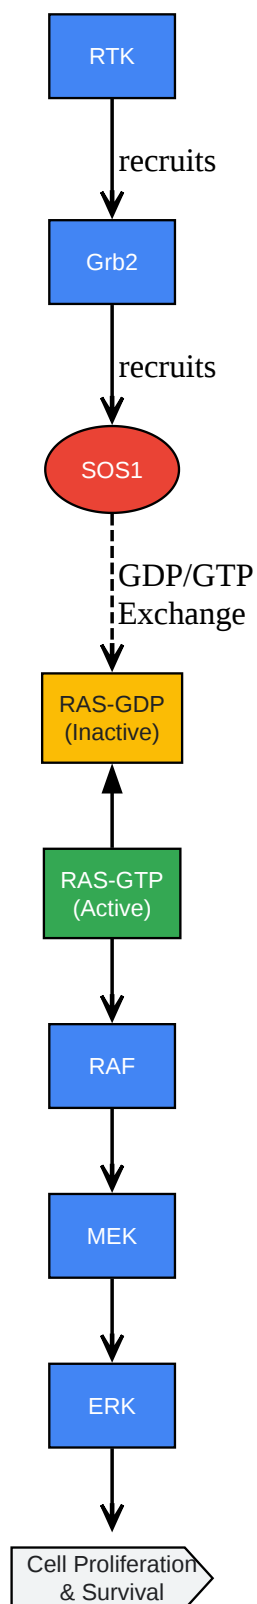 RTK
recruits
Grb2
recruits
SOS1
GDP/GTP
Exchange
RAS-GDP
(Inactive)
RAS-GTP
(Active)
RAF
MEK
ERK
Cell Proliferation
& Survival